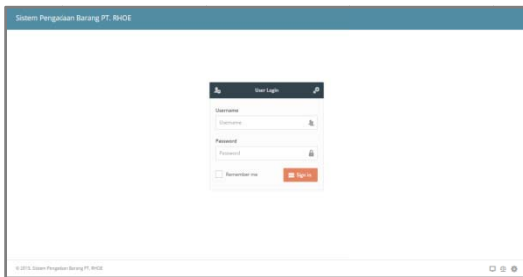 Sistem Pengadaan Barang PT. RHOE
User Login
Username
Username
Password
Password
Remember me
Sign in
© 2015. Sistem Pengadaan Barang PT. RHOE